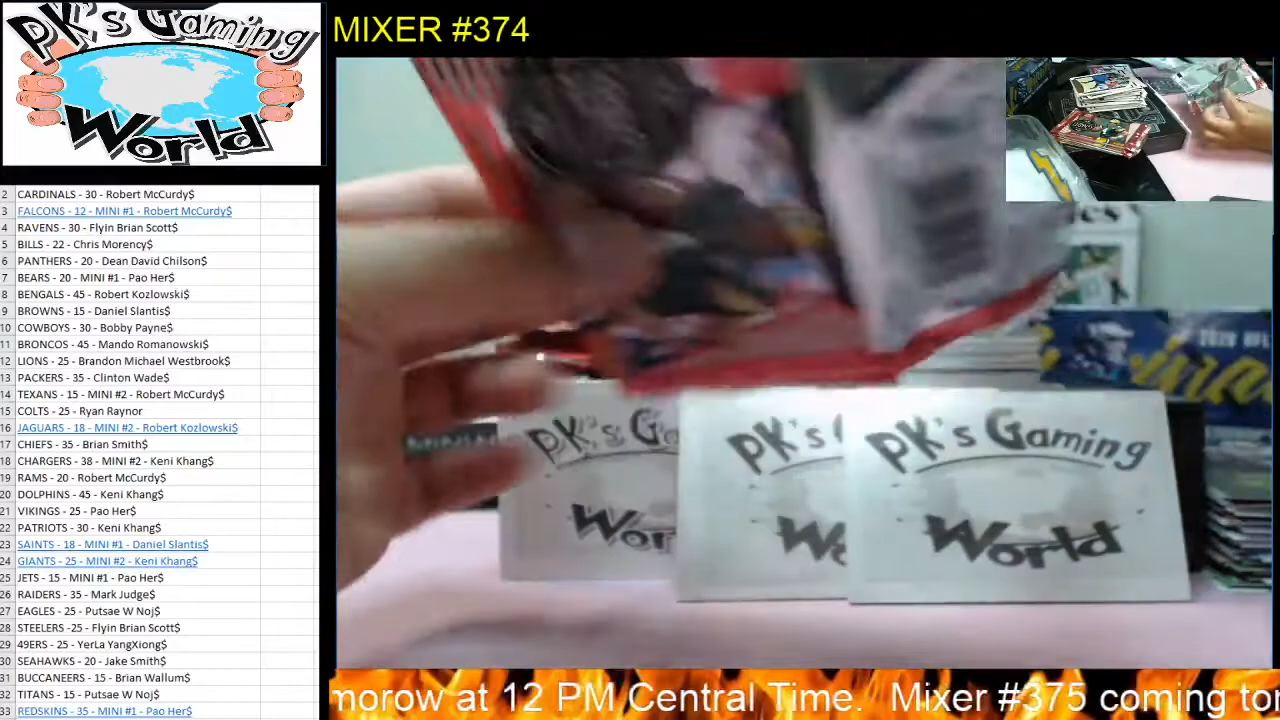 PK's Gaming
World
MIXER #374
2 CARDINALS - 30 - Robert McCurdy$
3 FALCONS - 12 - MINI #1 - Robert McCurdy$
4 RAVENS - 30 - Flyin Brian Scott$
5 BILLS - 22 - Chris Morency$
6 PANTHERS - 20 - Dean David Chilson$
7 BEARS - 20 - MINI #1 - Pao Her$
8 BENGALS - 45 - Robert Kozlowski$
9 BROWNS - 15 - Daniel Slantis$
10 COWBOYS - 30 - Bobby Payne$
11 BRONCOS - 45 - Mando Romanowski$
12 LIONS - 25 - Brandon Michael Westbrook$
13 PACKERS - 35 - Clinton Wade$
14 TEXANS - 15 - MINI #2 - Robert McCurdy$
15 COLTS - 25 - Ryan Raynor
16 JAGUARS - 18 - MINI #2 - Robert Kozlowski$
17 CHIEFS - 35 - Brian Smith$
18 CHARGERS - 38 - MINI #2 - Keni Khang$
19 RAMS - 20 - Robert McCurdy$
20 DOLPHINS - 45 - Keni Khang$
21 VIKINGS - 25 - Pao Her$
22 PATRIOTS - 30 - Keni Khang$
23 SAINTS - 18 - MINI #1 - Daniel Slantis$
24 GIANTS - 25 - MINI #2 - Keni Khang$
25 JETS - 15 - MINI #1 - Pao Her$
26 RAIDERS - 35 - Mark Judge$
27 EAGLES - 25 - Putsae W Noj$
28 STEELERS -25 - Flyin Brian Scott$
29 49ERS - 25 - YerLa YangXiong$
30 SEAHAWKS - 20 - Jake Smith$
31 BUCCANEERS - 15 - Brian Wallum$
32 TITANS - 15 - Putsae W Noj$
33 REDSKINS - 35 - MINI #1 - Pao Her$
2020 NFL
PK's Ga
Wor
PK's
Wo
PK's Gaming
World
morow at 12 PM Central Time. Mixer #375 coming tor